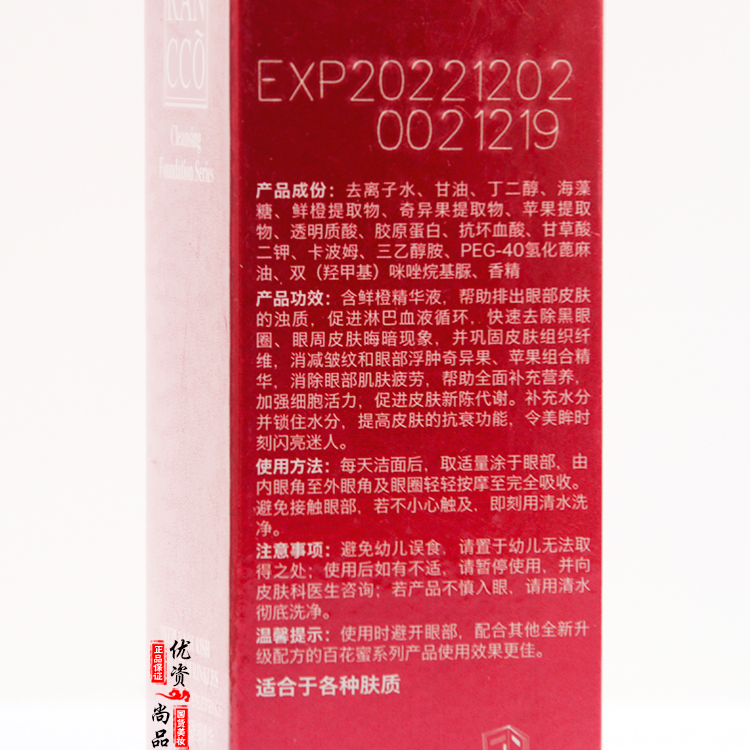 RAN
CCÕ
Cleansing
Foundation Series
EXP20221202
0021219
产品成份：去离子水、甘油、丁二醇、海藻
糖、鲜橙提取物、奇异果提取物、苹果提取
物、透明质酸、胶原蛋白、抗坏血酸、甘草酸
二钾、卡波姆、三乙醇胺、PEG-40氢化蓖麻
油、双（羟甲基）咪唑烷基脲、香精
产品功效：含鲜橙精华液，帮助排出眼部皮肤
的浊质，促进淋巴血液循环，快速去除黑眼
圈、眼周皮肤晦暗现象，并巩固皮肤组织纤
维，消减皱纹和眼部浮肿奇异果、苹果组合精
华，消除眼部肌肤疲劳，帮助全面补充营养，
加强细胞活力，促进皮肤新陈代谢。补充水分
并锁住水分，提高皮肤的抗衰功能，令美眸时
刻闪亮迷人。
使用方法：每天洁面后，取适量涂于眼部，由
内眼角至外眼角及眼圈轻轻按摩至完全吸收。
避免接触眼部，若不小心触及，即刻用清水洗
净。
注意事项：避免幼儿误食，请置于幼儿无法取
得之处；使用后如有不适，请暂停使用，并向
皮肤科医生咨询；若产品不慎入眼，请用清水
彻底洗净。
温馨提示：使用时避开眼部，配合其他全新升
级配方的百花蜜系列产品使用效果更佳。
适合于各种肤质
优资
正品保证
尚品
国货美妆